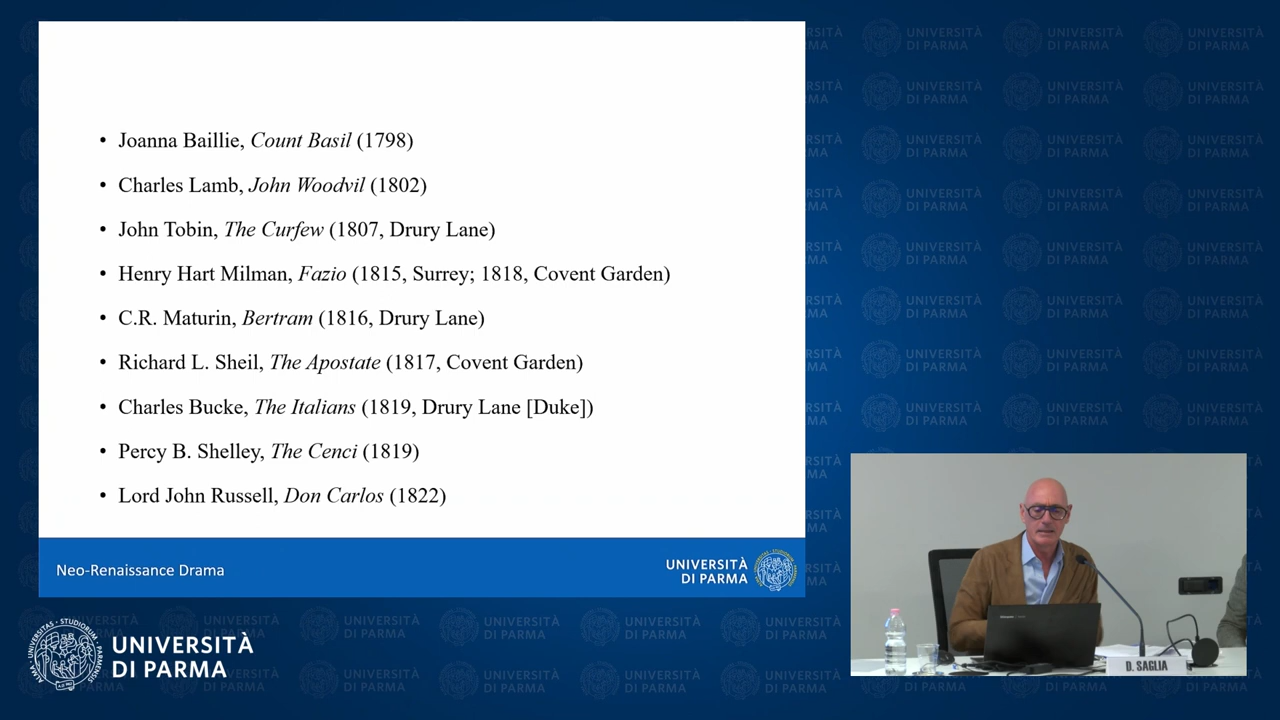 • Joanna Baillie, Count Basil (1798)
• Charles Lamb, John Woodvil (1802)
John Tobin, The Curfew (1807, Drury Lane)
• Henry Hart Milman, Fazio (1815, Surrey; 1818, Covent Garden)
• C.R. Maturin, Bertram (1816, Drury Lane)
• Richard L. Sheil, The Apostate (1817, Covent Garden)
• Charles Bucke, The Italians (1819, Drury Lane [Duke])
• Percy B. Shelley, The Cenci (1819)
• Lord John Russell, Don Carlos (1822)
Neo-Renaissance Drama
UNIVERSITÀ
DI PARMA
UNIVERSITÀ
DI PARMA
D. SAGLIA